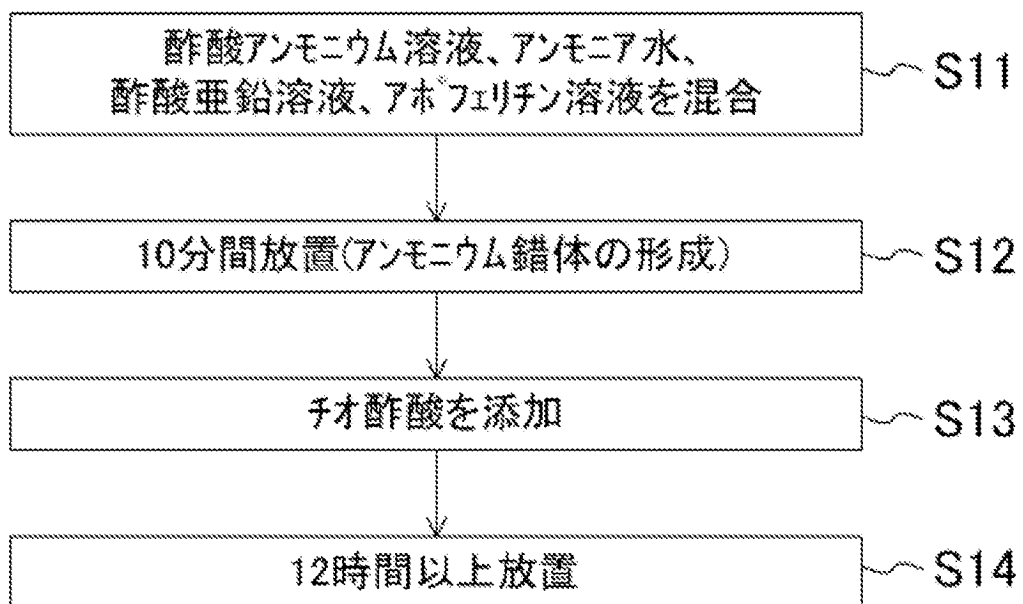 酢酸アンモニウム溶液、アンモニア水、
酢酸亜鉛溶液、アポフェリチン溶液を混合
S11
10分間放置(アンモニウム錯体の形成)
S12
チオ酢酸を添加
S13
12時間以上放置
S14